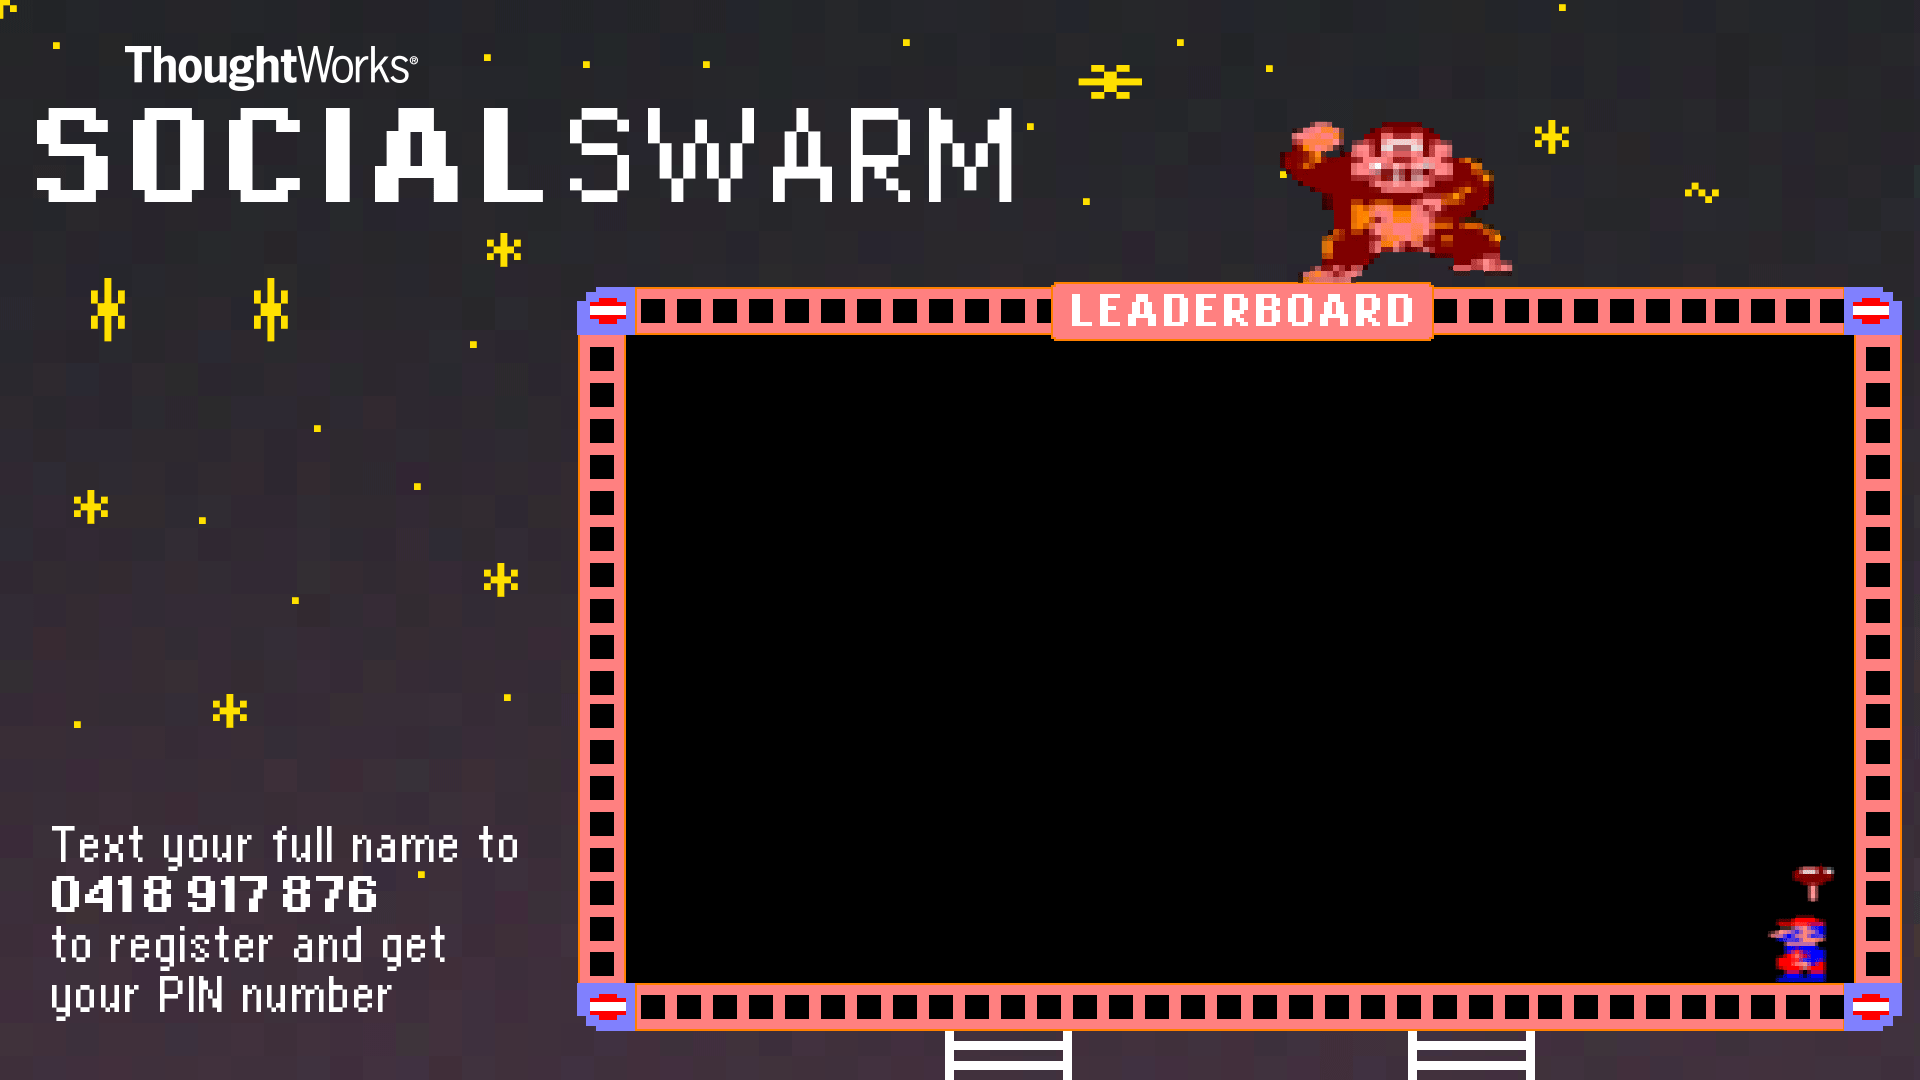 ThoughtWorks®
SOCIALSWARM
LEADERBOARD
Text your full name to
0418 917 876
to register and get
your PIN number